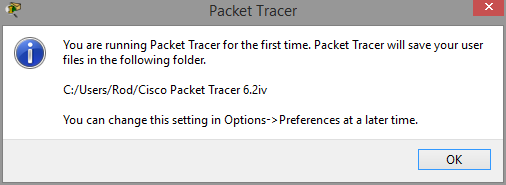 Packet Tracer
You are running Packet Tracer for the first time. Packet Tracer will save your user
files in the following folder.
C:/Users/Rod/Cisco Packet Tracer 6.2iv
You can change this setting in Options->Preferences at a later time.
OK